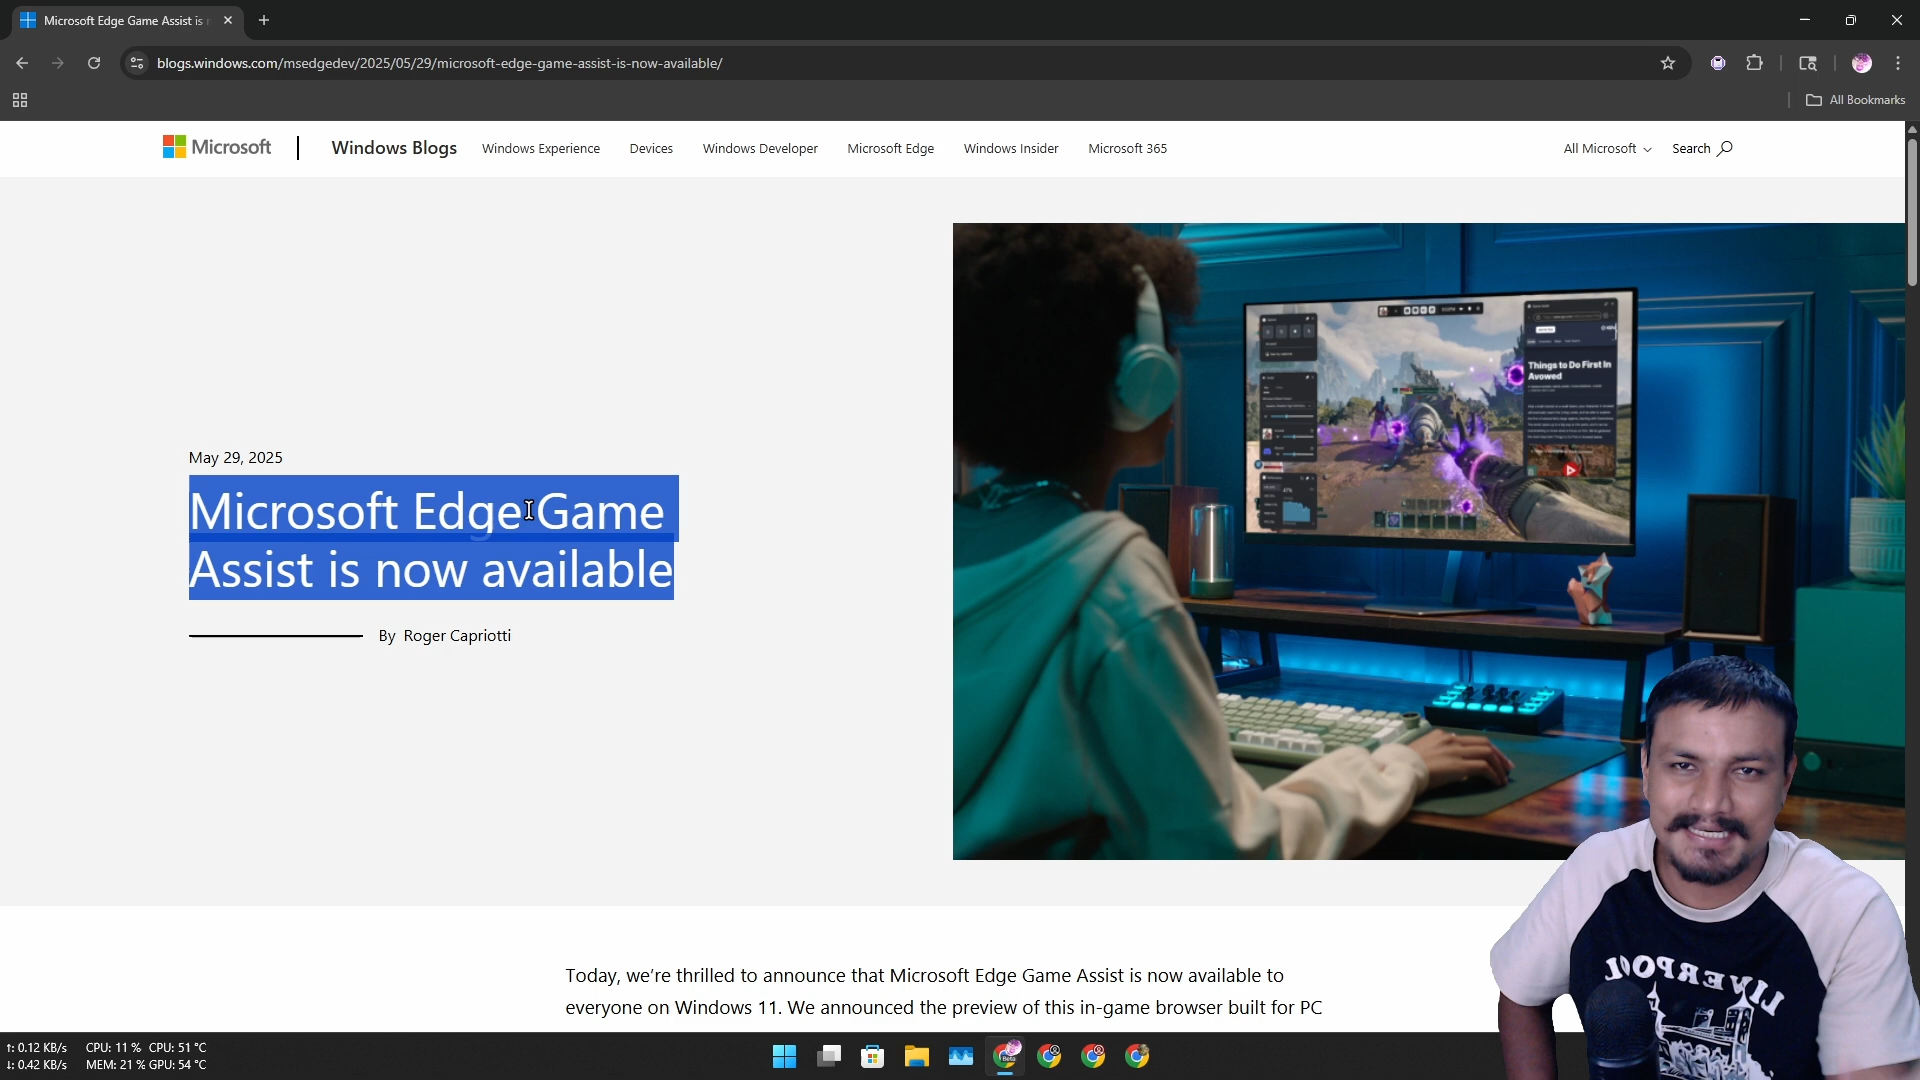 Microsoft Edge Game Assist is
blogs.windows.com/msedgedev/2025/05/29/microsoft-edge-game-assist-is-now-available/
All Bookmarks
Microsoft
Windows Blogs
Windows Experience
Devices
Windows Developer
Microsoft Edge
Windows Insider
Microsoft 365
All Microsoft
Search
May 29, 2025
Microsoft Edge Game
Assist is now available
By Roger Capriotti
Things to Do First In
Avowed
Today, we're thrilled to announce that Microsoft Edge Game Assist is now available to
everyone on Windows 11. We announced the preview of this in-game browser built for PC
LIVERPOOL
↑: 0.12 KB/s CPU: 11 % CPU: 51 °C
↓: 0.42 KB/s MEM: 21 % GPU: 54 °C
Beta